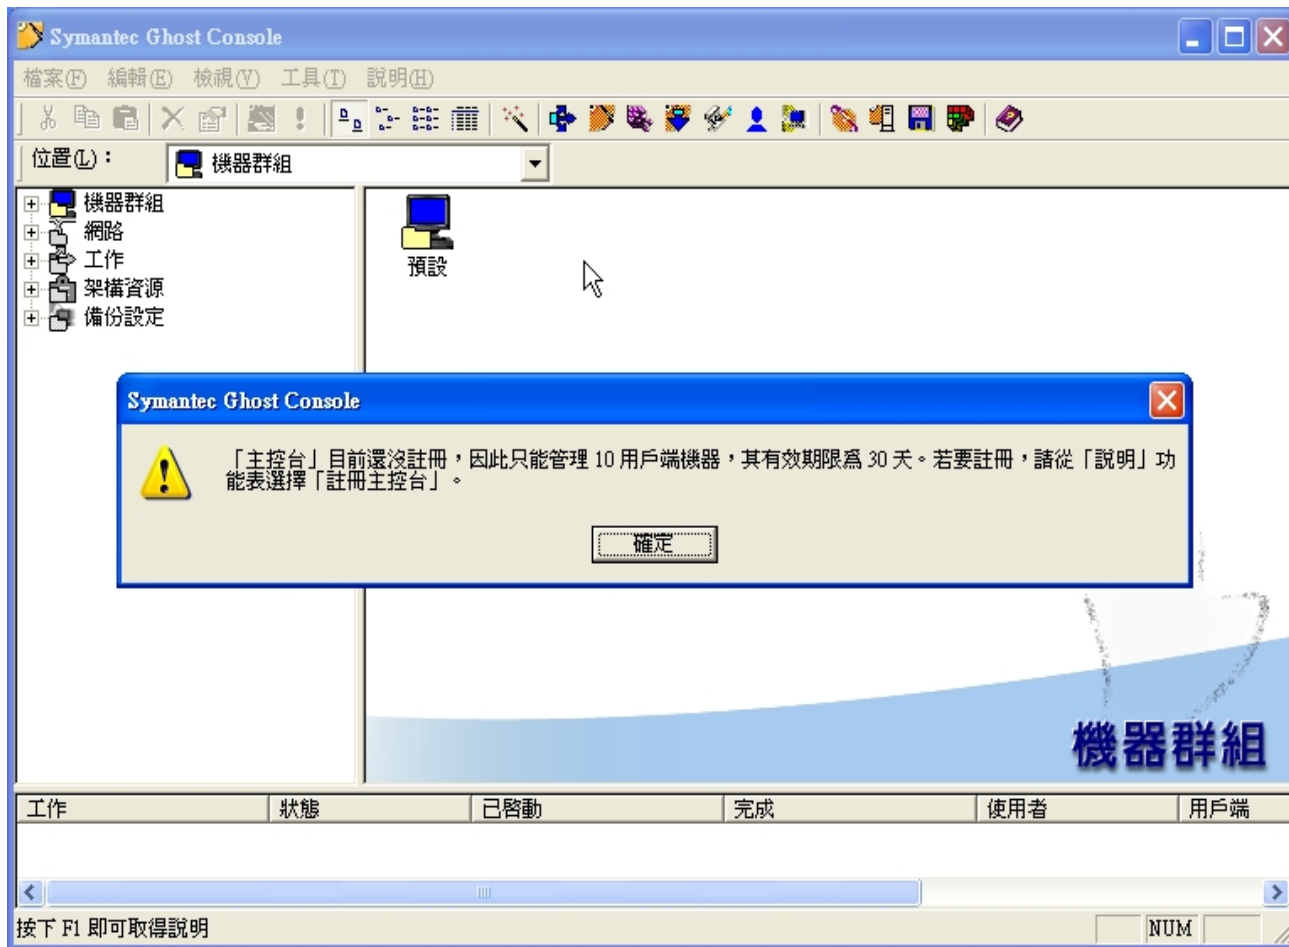 Symantec Ghost Console
檔案(F) 編輯(E) 檢視(V) 工具(T) 說明(H)
位置(L)： 機器群組
機器群組
網路
工作
架構資源
備份設定
預設
Symantec Ghost Console
「主控台」目前還沒註冊，因此只能管理 10 用戶端機器，其有效期限為 30 天。若要註冊，請從「說明」功
能表選擇「註冊主控台」。
確定
機器群組
工作 狀態 已啓動 完成 使用者 用戶端
按下 F1 即可取得說明 NUM